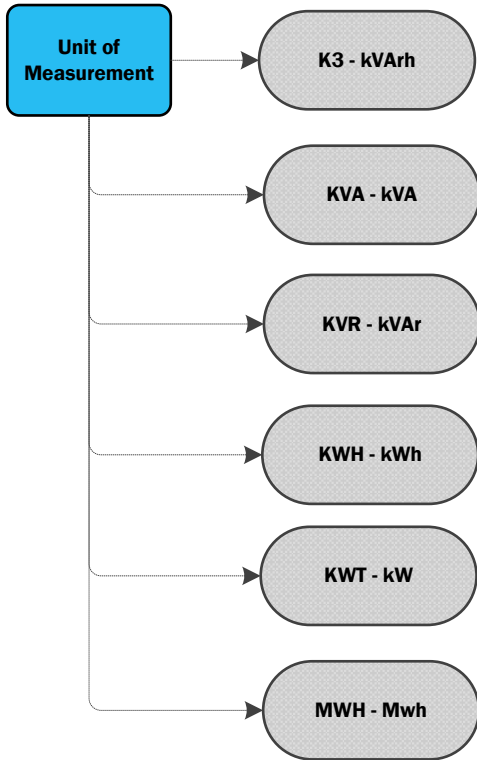 Unit of
Measurement
K3 - kVArh
KVA - kVA
KVR - kVAr
KWH - kWh
KWT - kW
MWH - Mwh